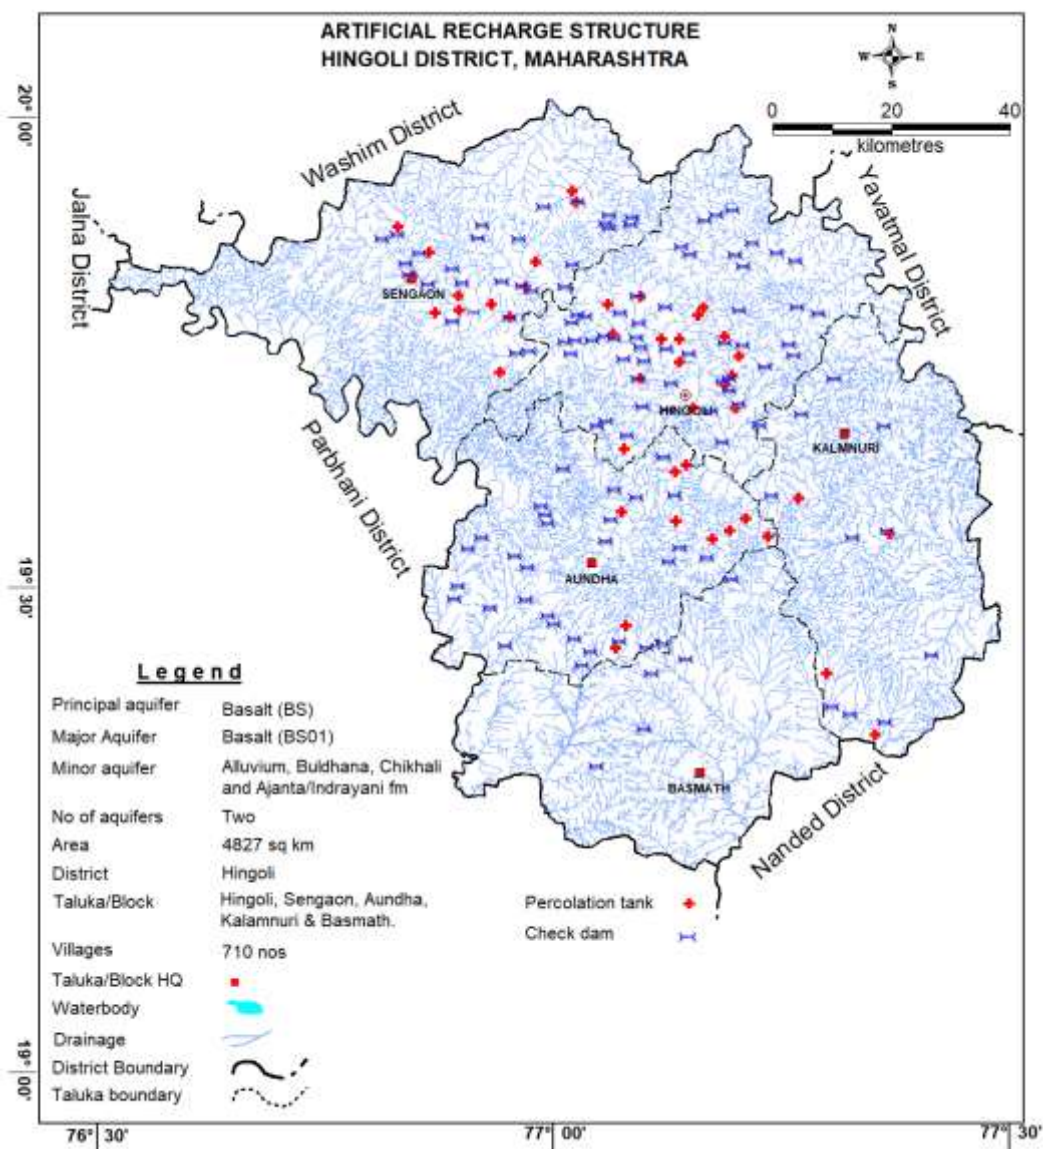 ARTIFICIAL RECHARGE STRUCTURE
HINGOLI DISTRICT, MAHARASHTRA
N
W E
S
0 20 40
kilometres
20° 00'
19° 30'
19° 00'
Washim District
Yavatmal District
Jalna District
Parbhani District
Nanded District
SENGAON
HINGOLI
KALMNURI
AUNDHA
BASMATH
Legend
Principal aquifer Basalt (BS)
Major Aquifer Basalt (BS01)
Minor aquifer Alluvium, Buldhana, Chikhali
and Ajanta/Indrayani fm
No of aquifers Two
Area 4827 sq km
District Hingoli
Taluka/Block Hingoli, Sengaon, Aundha,
Kalamnuri & Basmath.
Villages 710 nos
Taluka/Block HQ
Waterbody
Drainage
District Boundary
Taluka boundary
Percolation tank
Check dam
76° 30' 77° 00' 77° 30'